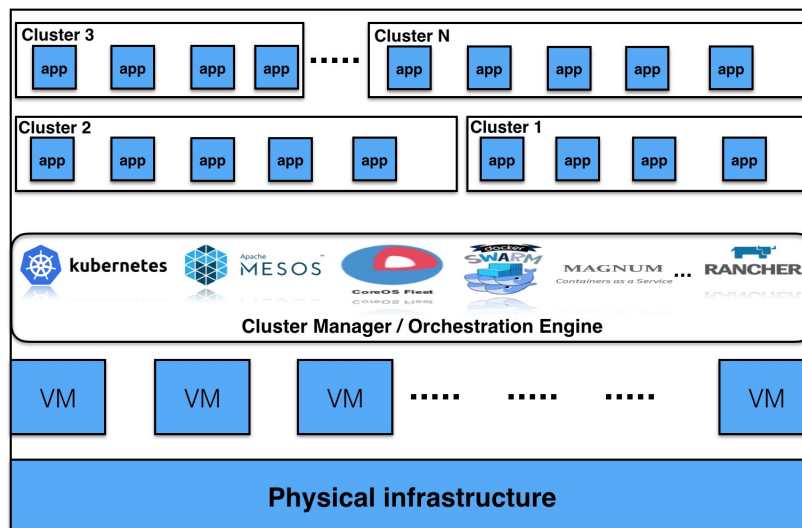 Cluster 3
app app app app
.....
Cluster N
app app app app app
Cluster 2
app app app app app
Cluster 1
app app app app
kubernetes
Apache
MESOS™
CoreOS Fleet
docker
SWARM
MAGNUM
Containers as a Service
...
RANCHER
Cluster Manager / Orchestration Engine
VM VM VM ..... ..... ..... VM
Physical infrastructure